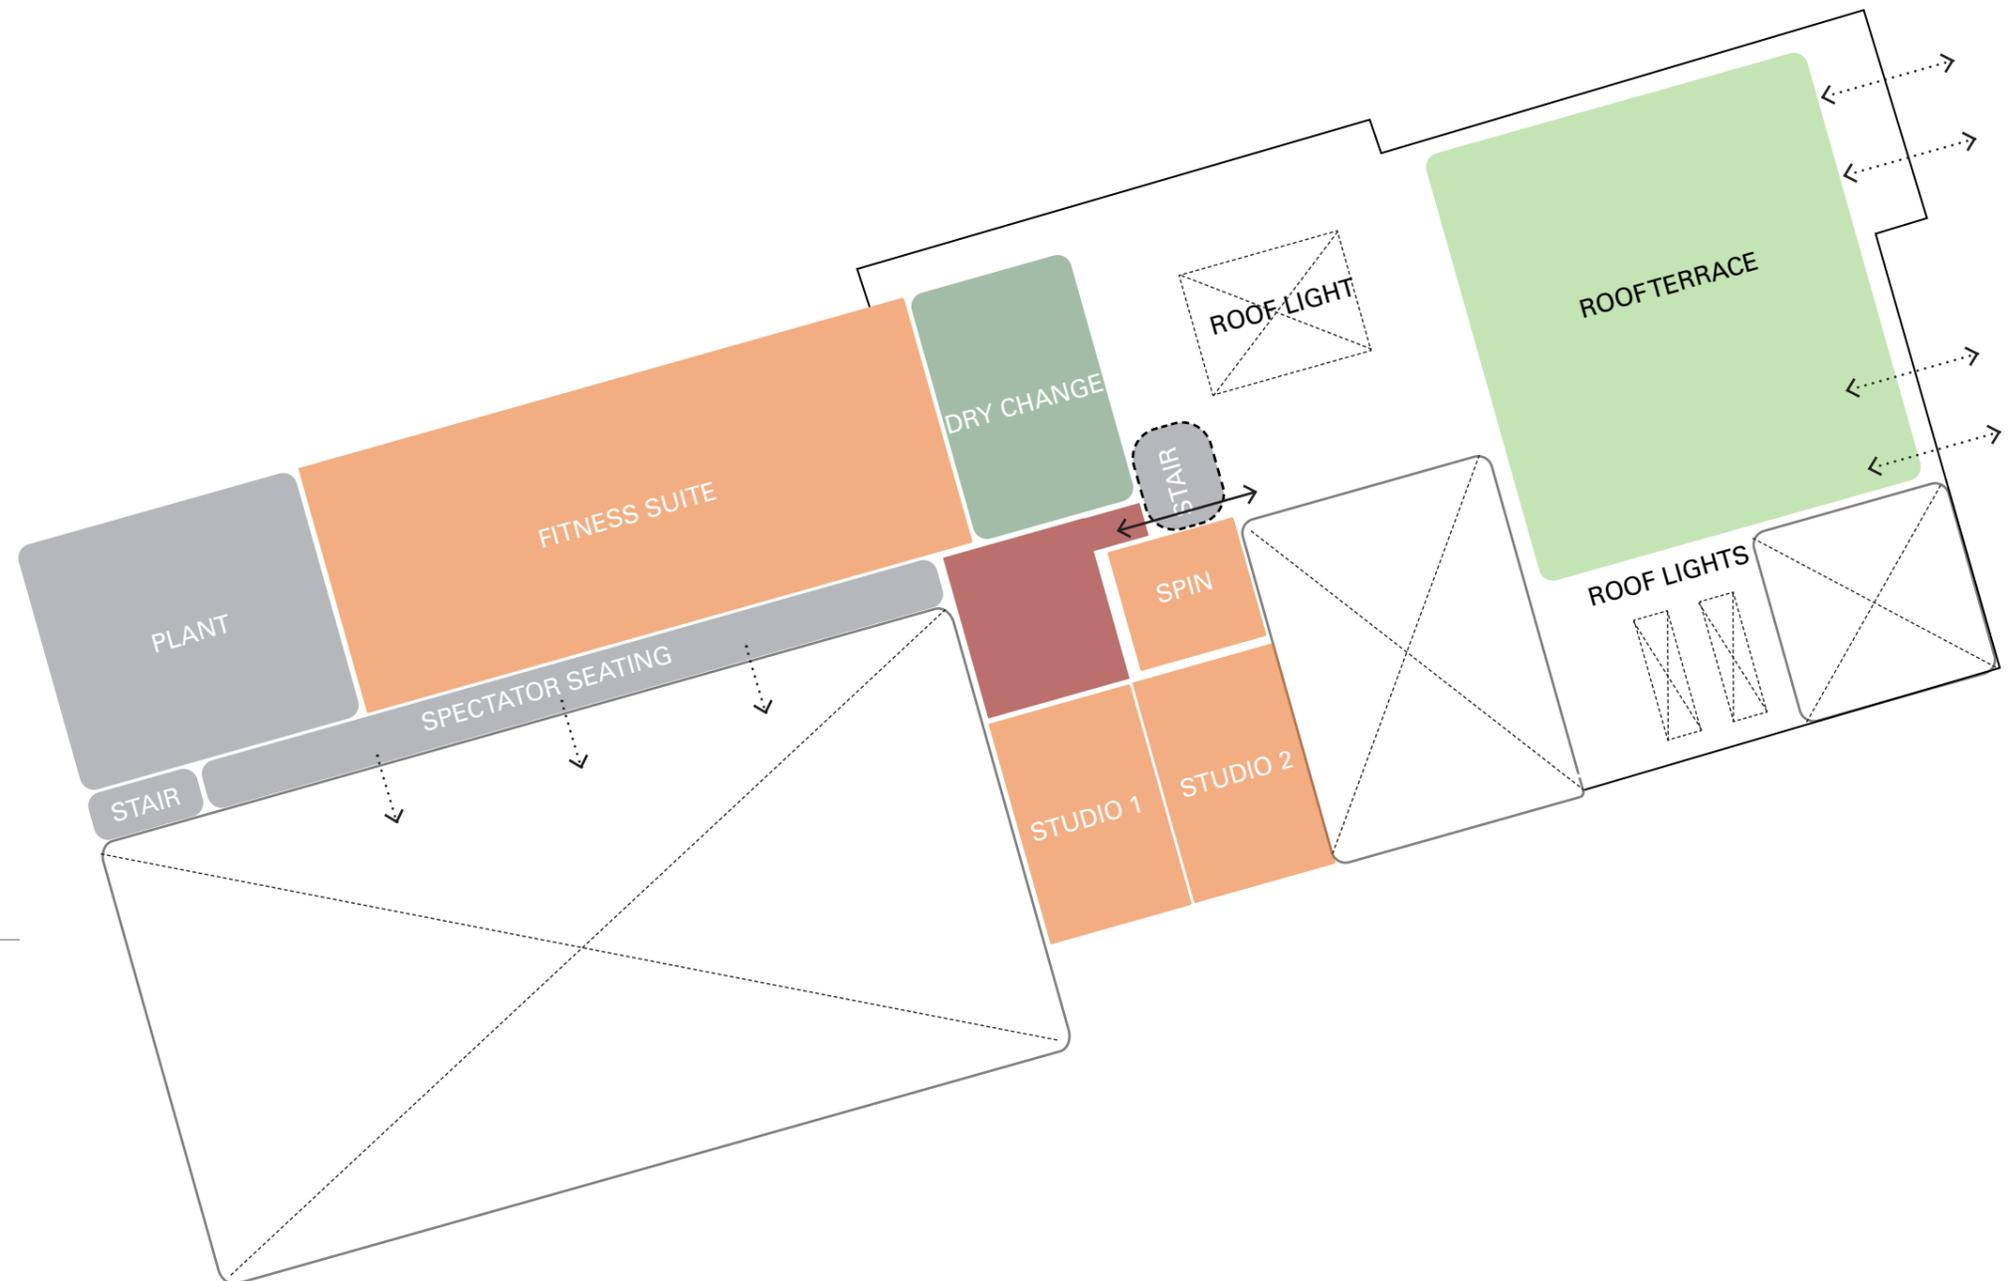 ROOFTERRACE
ROOF LIGHT
DRY CHANGE
STAIR
FITNESS SUITE
SPIN
ROOF LIGHTS
PLANT
SPECTATOR SEATING
STAIR
STUDIO 1
STUDIO 2